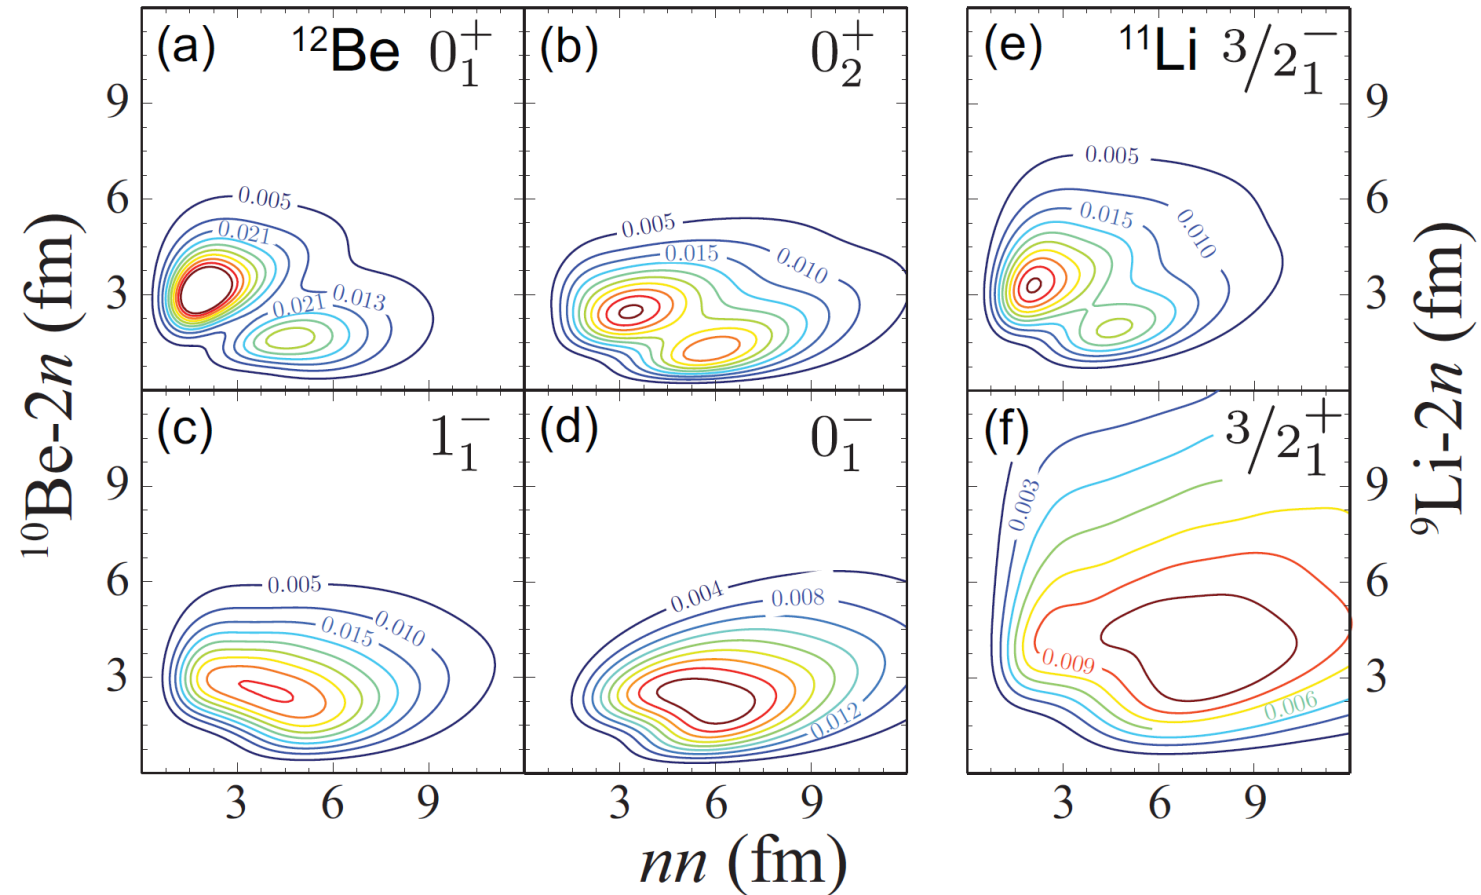 (a) ¹²Be 0₁⁺
(b) 0₂⁺
(e) ¹¹Li 3/2₁⁻
9
9
6
0.005
0.021
0.021
0.013
3
0.005
0.015
0.010
0.005
0.015
0.010
6
3
(c) 1₁⁻
(d) 0₁⁻
(f) 3/2₁⁺
9
9
6
0.005
0.010
0.015
3
0.004
0.008
0.012
0.003
0.009
0.006
6
3
3 6 9
3 6 9
3 6 9
¹⁰Be-2n (fm)
nn (fm)
⁹Li-2n (fm)